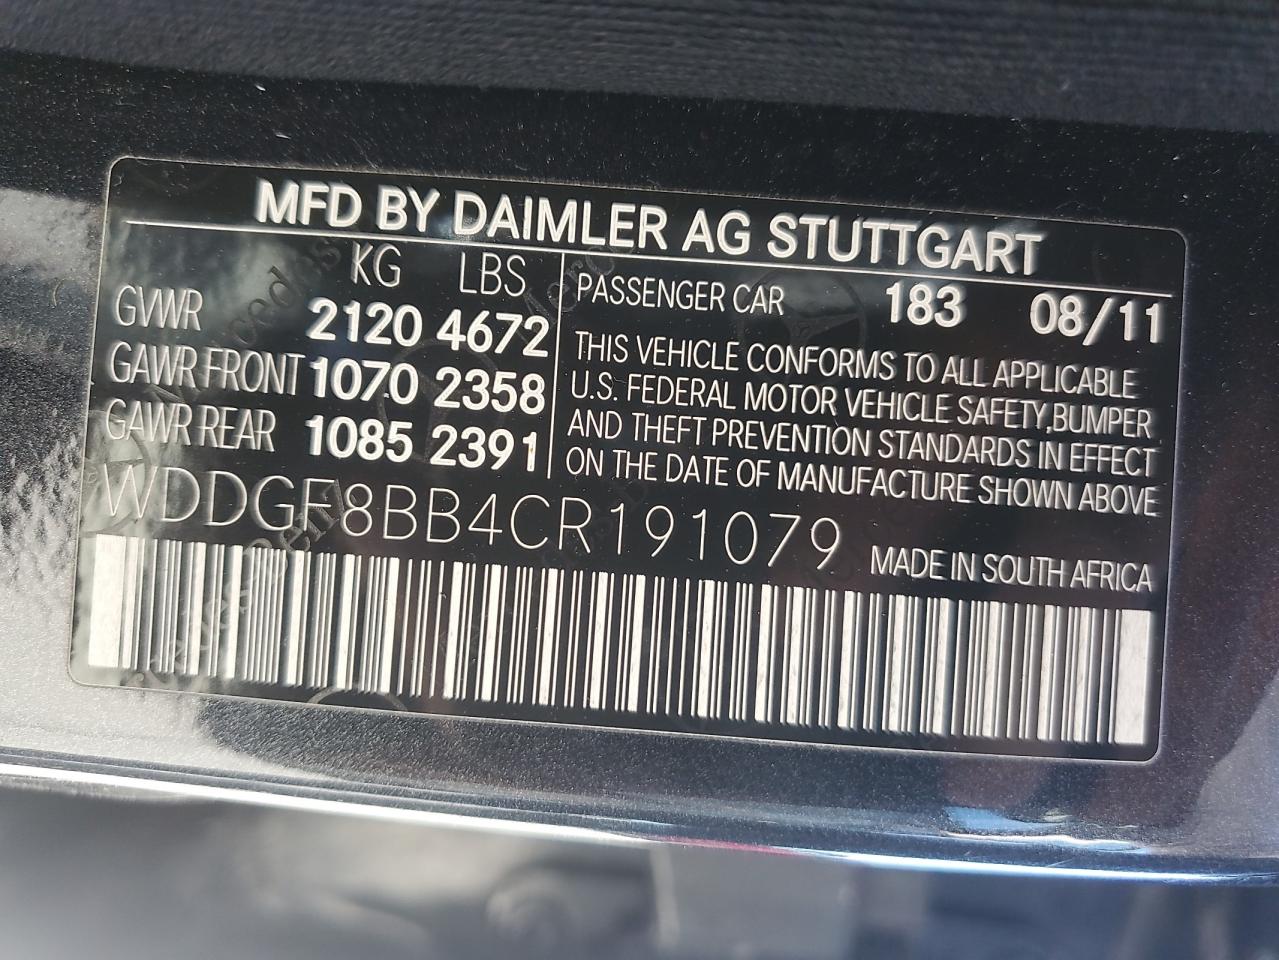 MFD BY DAIMLER AG STUTTGART
KG LBS
GVWR 2120 4672
GAWR FRONT 1070 2358
GAWR REAR 1085 2391
PASSENGER CAR 183 08/11
THIS VEHICLE CONFORMS TO ALL APPLICABLE
U.S. FEDERAL MOTOR VEHICLE SAFETY, BUMPER
AND THEFT PREVENTION STANDARDS IN EFFECT
ON THE DATE OF MANUFACTURE SHOWN ABOVE
WDDGF8BB4CR191079
MADE IN SOUTH AFRICA